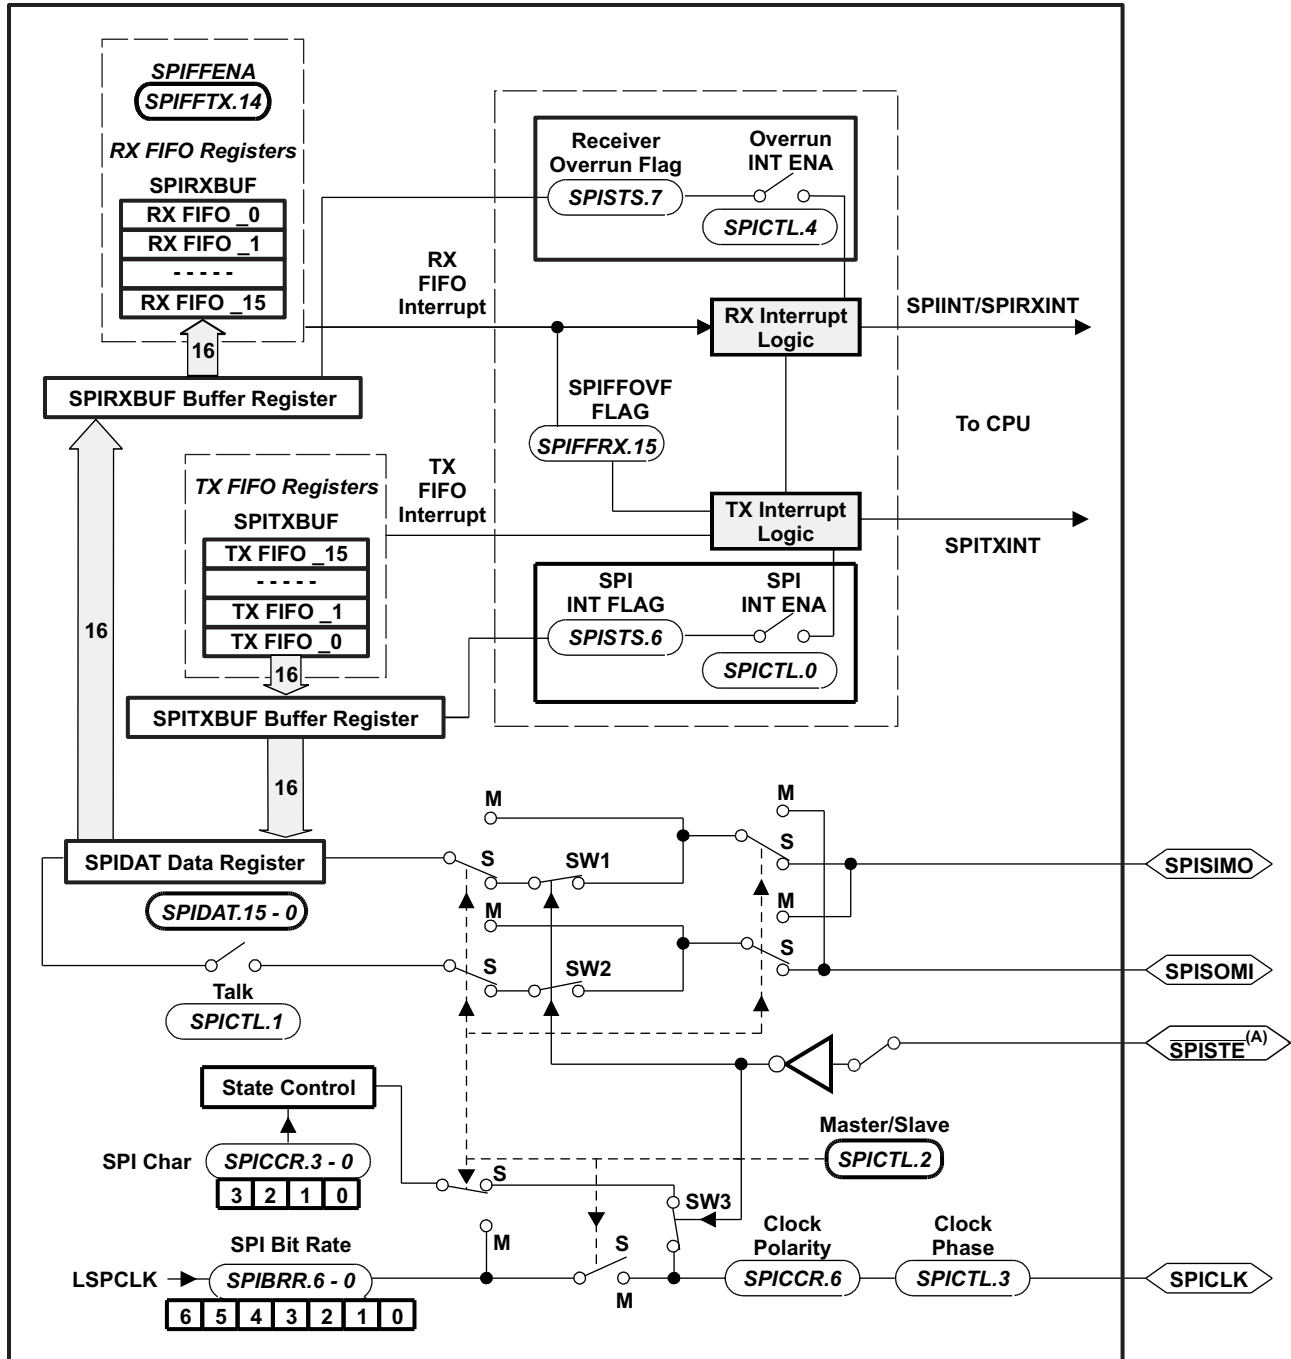 SPIFFENA
SPIFFTX.14
RX FIFO Registers
SPIRXBUF
RX FIFO _0
RX FIFO _1
- - - - -
RX FIFO _15
16
SPIRXBUF Buffer Register
RX
FIFO
Interrupt
Receiver
Overrun Flag
SPISTS.7
Overrun
INT ENA
SPICTL.4
RX Interrupt
Logic
SPIINT/SPIRXINT
SPIFFOVF
FLAG
SPIFFRX.15
To CPU
TX FIFO Registers
SPITXBUF
TX FIFO _15
- - - - -
TX FIFO _1
TX FIFO _0
16
16
TX
FIFO
Interrupt
TX Interrupt
Logic
SPITXINT
SPI
INT FLAG
SPISTS.6
SPI
INT ENA
SPICTL.0
SPITXBUF Buffer Register
16
SPIDAT Data Register
SPIDAT.15 - 0
M
S
SW1
M
S
SPISIMO
M
S
SW2
M
S
SPISOMI
Talk
SPICTL.1
SPISTE(A)
State Control
Master/Slave
SPICTL.2
SPI Char
SPICCR.3 - 0
3 2 1 0
S
M
SW3
SPI Bit Rate
LSPCLK
SPIBRR.6 - 0
6 5 4 3 2 1 0
S
M
Clock
Polarity
SPICCR.6
Clock
Phase
SPICTL.3
SPICLK